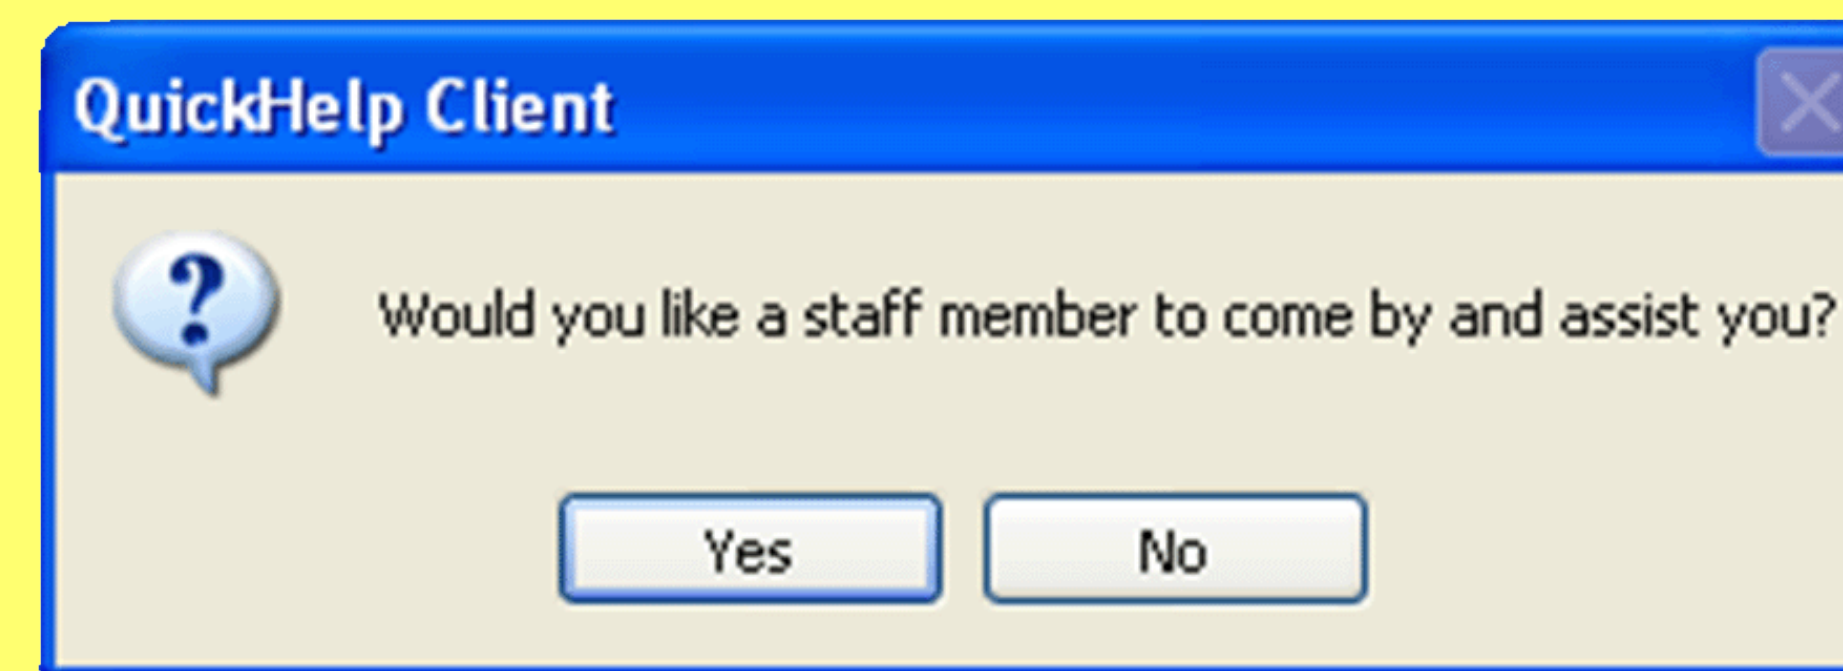 QuickHelp Client
Would you like a staff member to come by and assist you?
Yes No